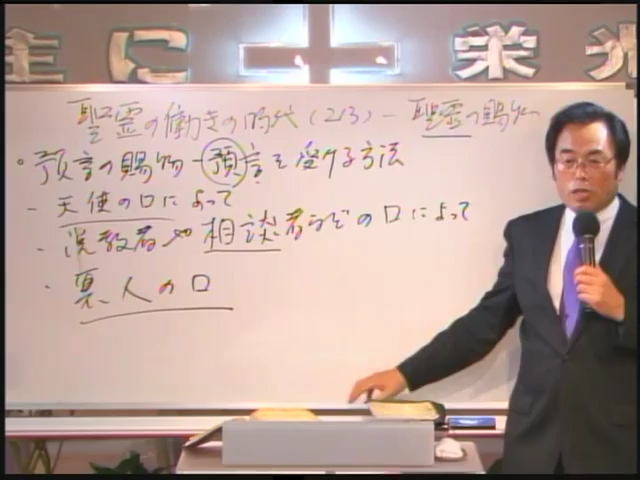 主に 栄光
聖霊の働きの時代(213)-聖霊の賜物
・預言の賜物-預言を受ける方法
- 天使の口によって
- 説教者や相談者などの口によって
・悪人の口